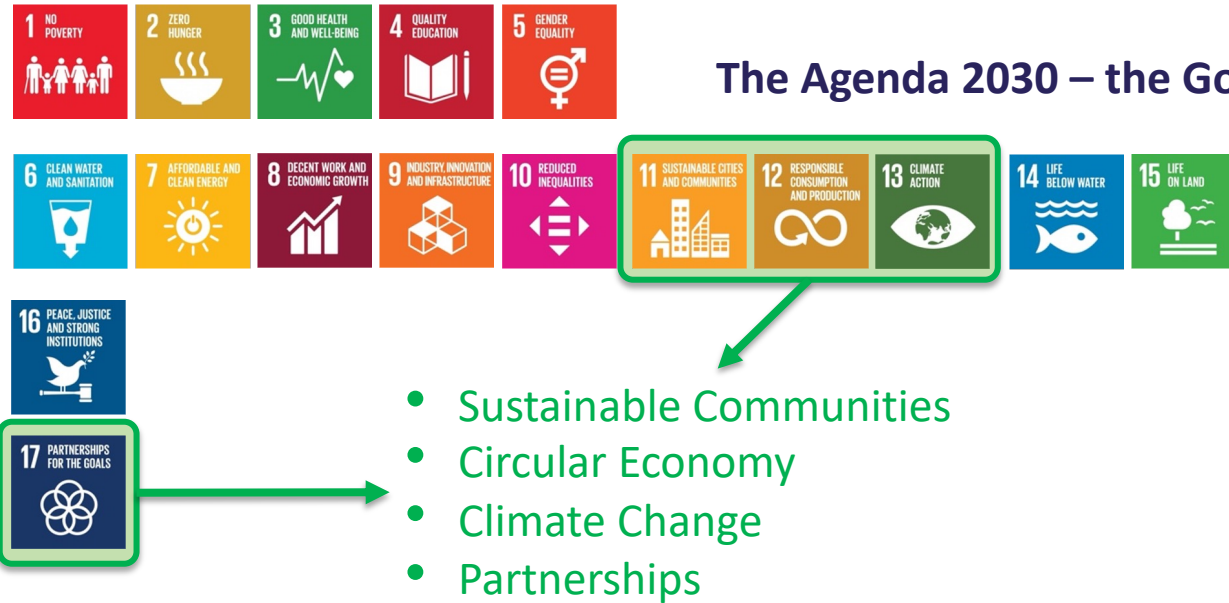 1 NO
POVERTY
2 ZERO
HUNGER
3 GOOD HEALTH
AND WELL-BEING
4 QUALITY
EDUCATION
5 GENDER
EQUALITY
The Agenda 2030 – the Go
6 CLEAN WATER
AND SANITATION
7 AFFORDABLE AND
CLEAN ENERGY
8 DECENT WORK AND
ECONOMIC GROWTH
9 INDUSTRY, INNOVATION
AND INFRASTRUCTURE
10 REDUCED
INEQUALITIES
11 SUSTAINABLE CITIES
AND COMMUNITIES
12 RESPONSIBLE
CONSUMPTION
AND PRODUCTION
13 CLIMATE
ACTION
14 LIFE
BELOW WATER
15 LIFE
ON LAND
16 PEACE, JUSTICE
AND STRONG
INSTITUTIONS
17 PARTNERSHIPS
FOR THE GOALS
• Sustainable Communities
• Circular Economy
• Climate Change
• Partnerships